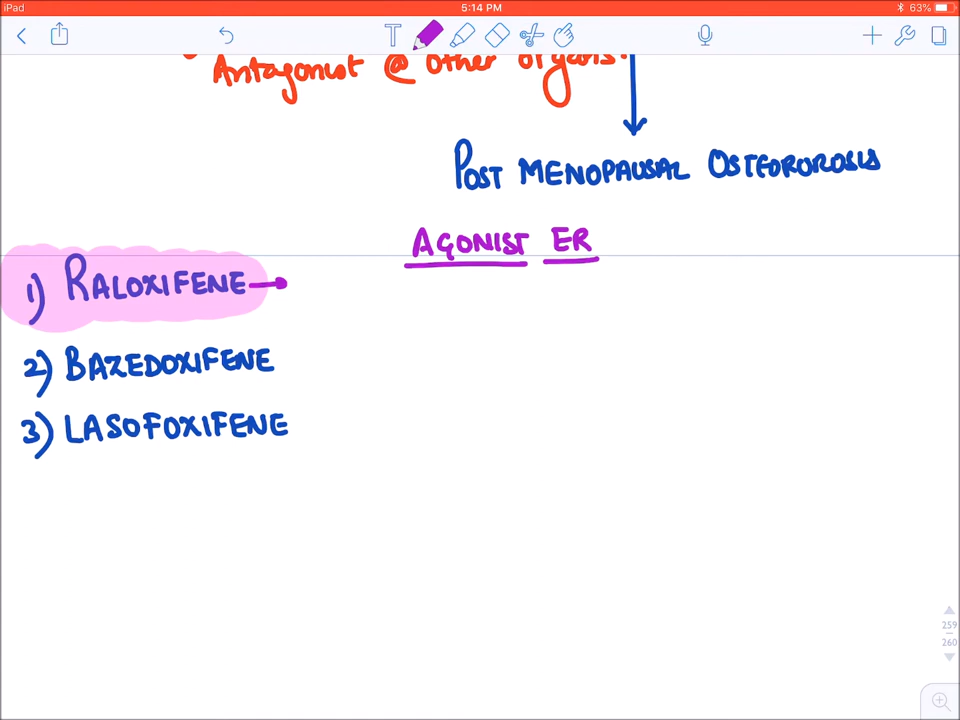 iPad
5:14 PM
63%
T
Antagonist @ other organs.
POST MENOPAUSAL OSTEOPOROSIS
AGONIST ER
1) RALOXIFENE
2) BAZEDOXIFENE
3) LASOFOXIFENE
259
260